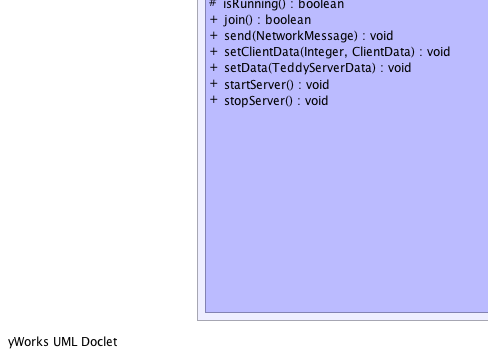 # isRunning() : boolean
+ join() : boolean
+ send(NetworkMessage) : void
+ setClientData(Integer, ClientData) : void
+ setData(TeddyServerData) : void
+ startServer() : void
+ stopServer() : void
yWorks UML Doclet